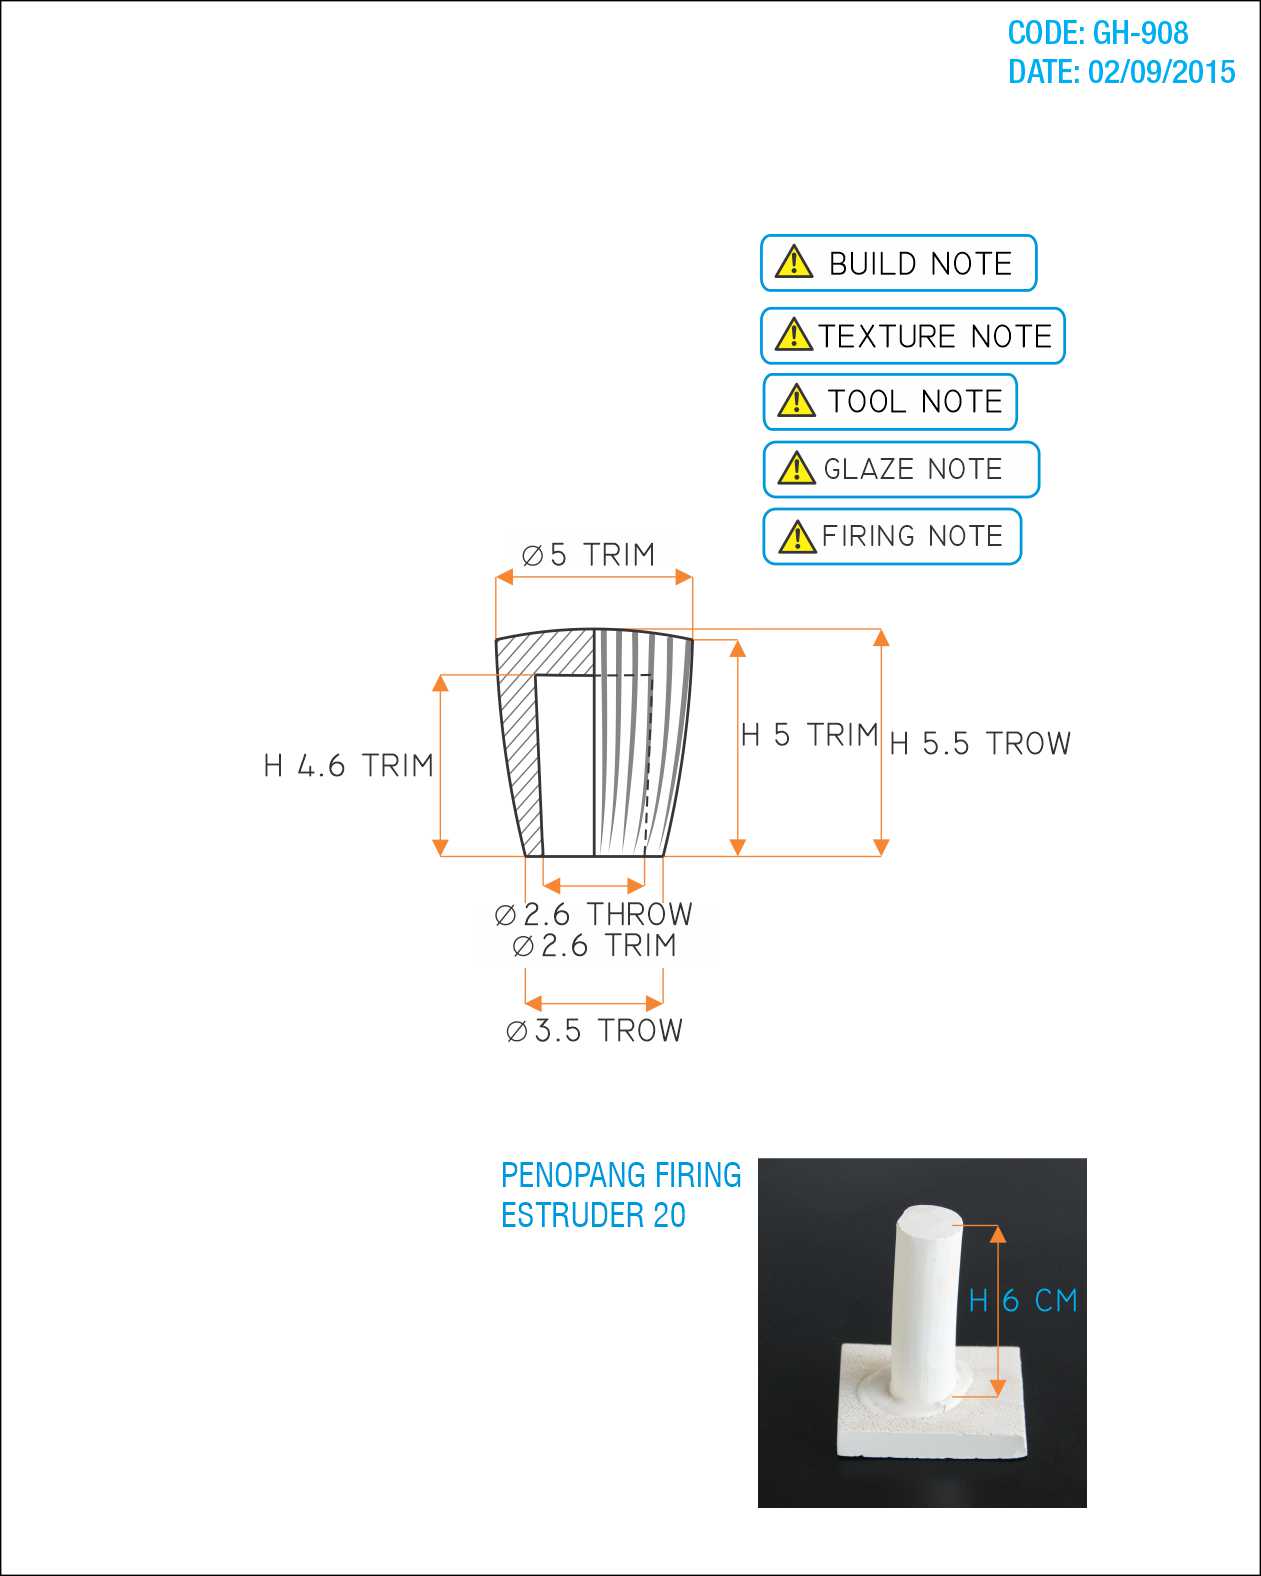 CODE: GH-908
DATE: 02/09/2015
BUILD NOTE
TEXTURE NOTE
TOOL NOTE
GLAZE NOTE
FIRING NOTE
⌀5 TRIM
H 4.6 TRIM
H 5 TRIM
H 5.5 TROW
⌀2.6 THROW
⌀2.6 TRIM
⌀3.5 TROW
PENOPANG FIRING
ESTRUDER 20
H 6 CM